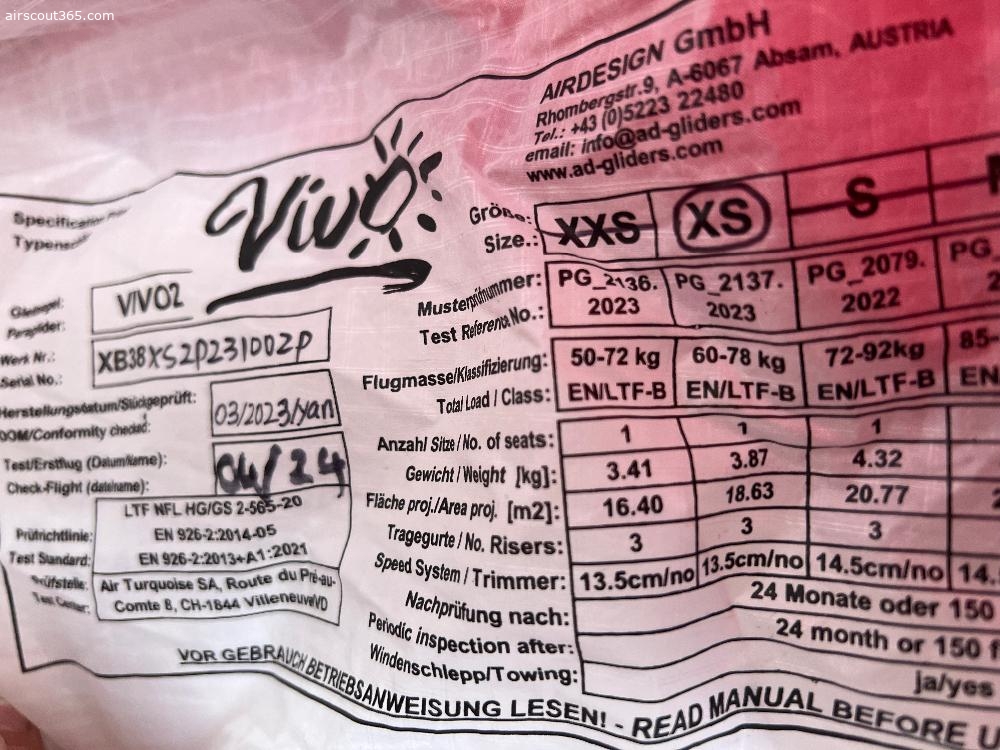 airscout365.com
AIRDESIGN GmbH
Rhombergstr.9, A-6067 Absam, AUSTRIA
Tel.: +43 (0)5223 22480
email: info@ad-gliders.com
www.ad-gliders.com
Vivo
Specification
VIVO2
Paraglider:
Werk Nr.:
Serial No.:
XB38XS2P231002P
Herstellungsdatum/Stückgeprüft:
DOM/Conformity checked:
03/2023/yan
Test/Erstflug (Datum/Name):
Check-Flight (date/name):
04/24
Prüfrichtlinie:
Test Standard:
LTF NFL HG/GS 2-565-20
EN 926-2:2014-05
EN 926-2:2013+A1:2021
Prüfstelle:
Test Center:
Air Turquoise SA, Route du Pré-au-
Comte 8, CH-1844 Villeneuve/VD
Größe:
Size.:
XXS XS S
Musterprüfnummer:
Test Reference No.:
PG_2136. PG_2137. PG_2079. PG_
2023 2023 2022
Flugmasse/Klassifizierung:
Total Load / Class:
50-72 kg 60-78 kg 72-92kg 85-
EN/LTF-B EN/LTF-B EN/LTF-B EN
Anzahl Sitze / No. of seats: 1 1 1
Gewicht / Weight [kg]: 3.41 3.87 4.32
Fläche proj./Area proj. [m2]: 16.40 18.63 20.77
Tragegurte / No. Risers: 3 3 3
Speed System / Trimmer: 13.5cm/no 13.5cm/no 14.5cm/no 14.
Nachprüfung nach: 24 Monate oder 150
Periodic inspection after: 24 month or 150 f
Windenschlepp/Towing: ja/yes
VOR GEBRAUCH BETRIEBSANWEISUNG LESEN! - READ MANUAL BEFORE U